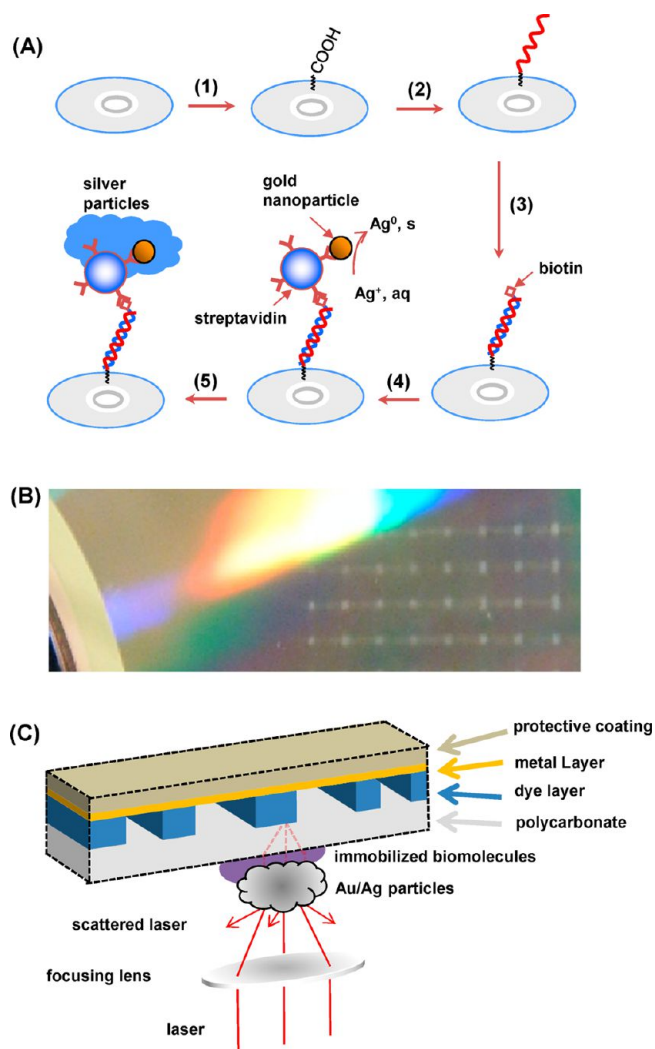 (A)
COOH
(1)
(2)
silver
particles
gold
nanoparticle
Ag⁰, s
(3)
Ag⁺, aq
biotin
streptavidin
(5)
(4)
(B)
(C)
protective coating
metal Layer
dye layer
polycarbonate
immobilized biomolecules
Au/Ag particles
scattered laser
focusing lens
laser